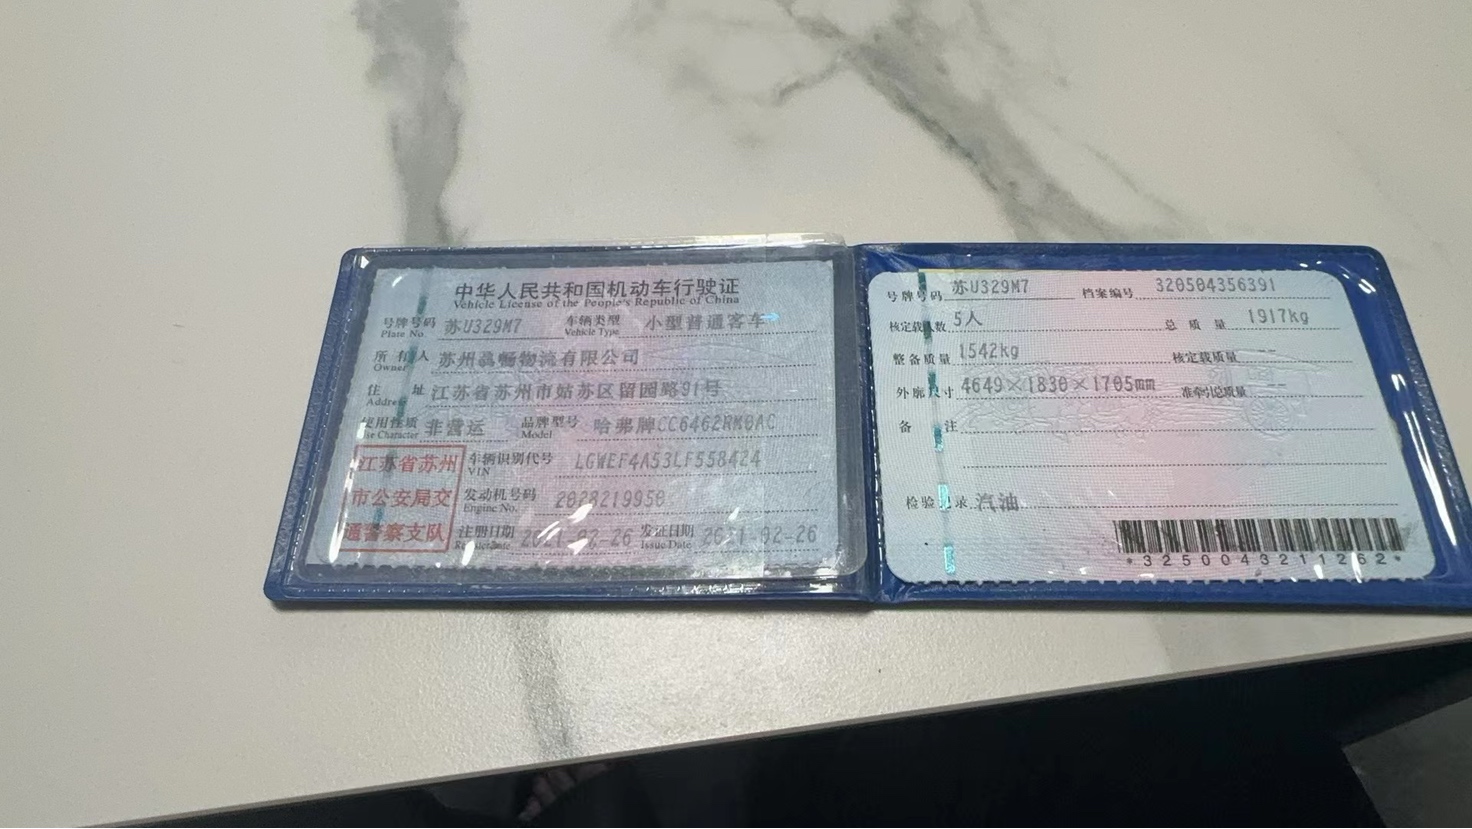 中华人民共和国机动车行驶证
Vehicle License of the People's Republic of China
号牌号码 苏U329M7 车辆类型 小型普通客车
Plate No. Vehicle Type
所有人 苏州骉畅物流有限公司
Owner
住址 江苏省苏州市姑苏区留园路91号
Address
使用性质 非营运 品牌型号 哈弗牌CC6462RM0AC
Use Character Model
江苏省苏州
市公安局交
通警察支队
车辆识别代号 LGWEF4A53LF558424
VIN
发动机号码 2028219950
Engine No.
注册日期 2021-02-26 发证日期 2021-02-26
Register Date Issue Date
号牌号码 苏U329M7 档案编号 320504356391
核定载人数 5人 总质量 1917kg
整备质量 1542kg 核定载质量 --
外廓尺寸 4649×1830×1705mm 准牵引总质量 --
备注
检验记录 汽油
*3250043211262*